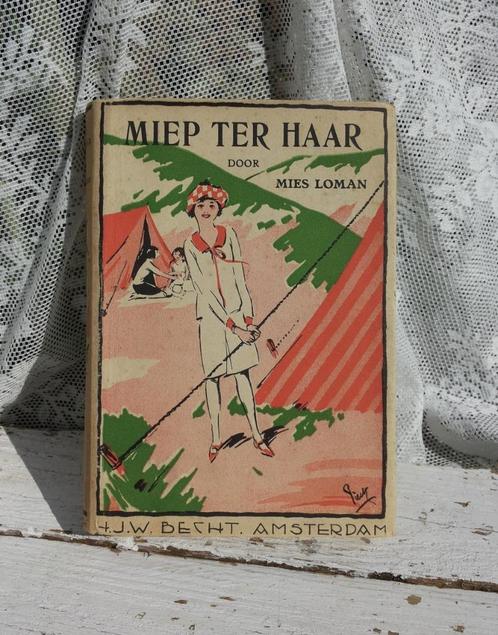 MIEP TER HAAR
DOOR
MIES LOMAN
H.J.W. BECHT. AMSTERDAM